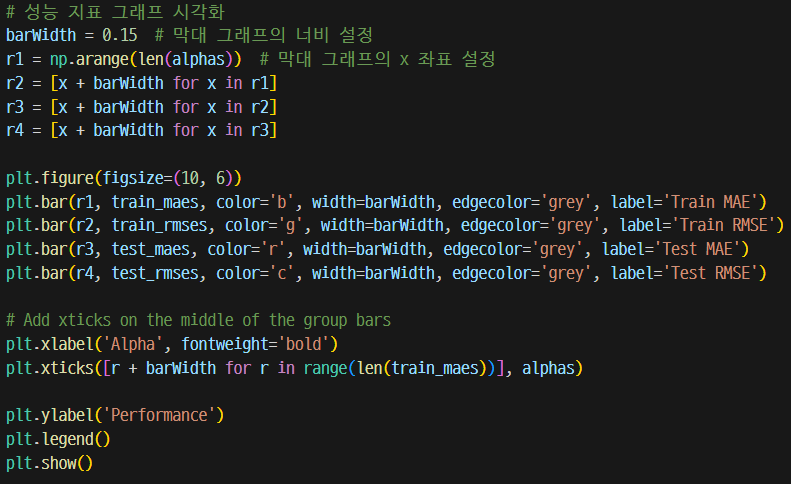 # 성능 지표 그래프 시각화
barWidth = 0.15  # 막대 그래프의 너비 설정
r1 = np.arange(len(alphas))  # 막대 그래프의 x 좌표 설정
r2 = [x + barWidth for x in r1]
r3 = [x + barWidth for x in r2]
r4 = [x + barWidth for x in r3]

plt.figure(figsize=(10, 6))
plt.bar(r1, train_maes, color='b', width=barWidth, edgecolor='grey', label='Train MAE')
plt.bar(r2, train_rmses, color='g', width=barWidth, edgecolor='grey', label='Train RMSE')
plt.bar(r3, test_maes, color='r', width=barWidth, edgecolor='grey', label='Test MAE')
plt.bar(r4, test_rmses, color='c', width=barWidth, edgecolor='grey', label='Test RMSE')

# Add xticks on the middle of the group bars
plt.xlabel('Alpha', fontweight='bold')
plt.xticks([r + barWidth for r in range(len(train_maes))], alphas)

plt.ylabel('Performance')
plt.legend()
plt.show()